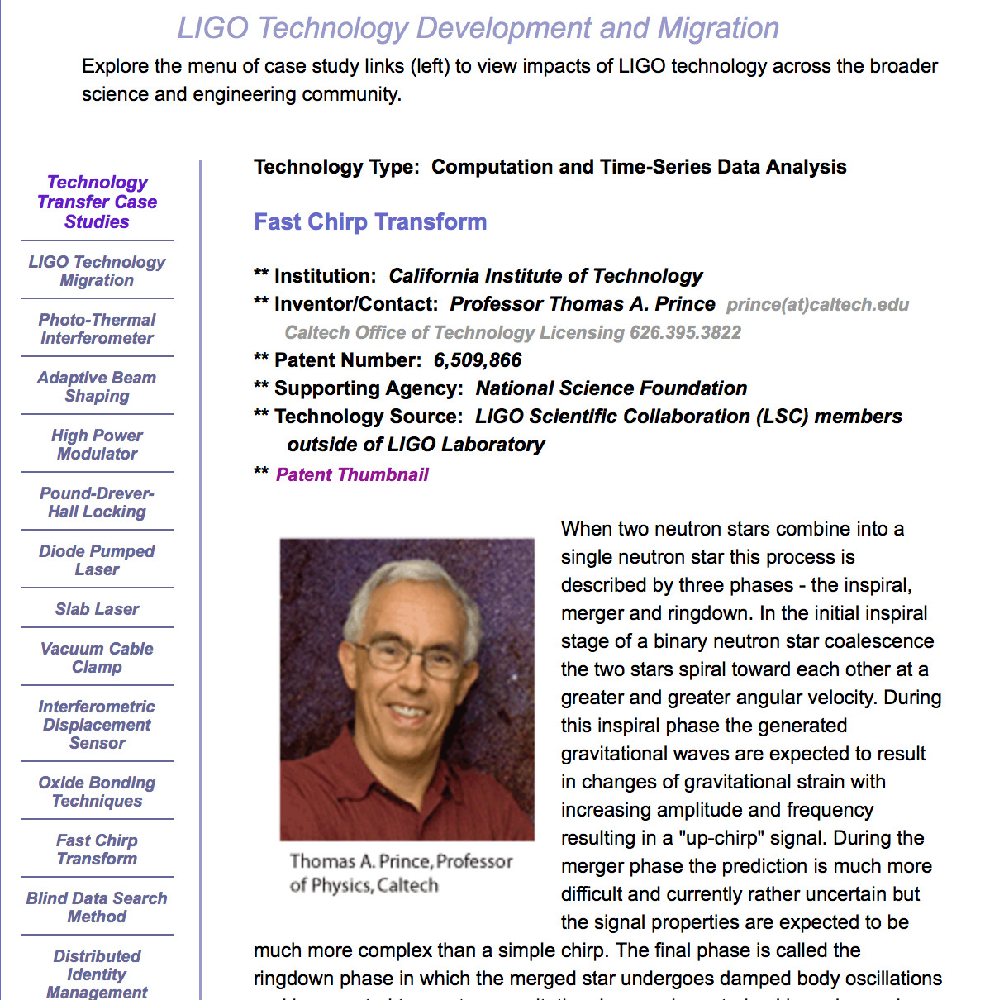 LIGO Technology Development and Migration
Explore the menu of case study links (left) to view impacts of LIGO technology across the broader
science and engineering community.
Technology
Transfer Case
Studies
LIGO Technology
Migration
Photo-Thermal
Interferometer
Adaptive Beam
Shaping
High Power
Modulator
Pound-Drever-
Hall Locking
Diode Pumped
Laser
Slab Laser
Vacuum Cable
Clamp
Interferometric
Displacement
Sensor
Oxide Bonding
Techniques
Fast Chirp
Transform
Blind Data Search
Method
Distributed
Identity
Management
Technology Type: Computation and Time-Series Data Analysis
Fast Chirp Transform
** Institution: California Institute of Technology
** Inventor/Contact: Professor Thomas A. Prince prince(at)caltech.edu
Caltech Office of Technology Licensing 626.395.3822
** Patent Number: 6,509,866
** Supporting Agency: National Science Foundation
** Technology Source: LIGO Scientific Collaboration (LSC) members
outside of LIGO Laboratory
** Patent Thumbnail
Thomas A. Prince, Professor
of Physics, Caltech
When two neutron stars combine into a
single neutron star this process is
described by three phases - the inspiral,
merger and ringdown. In the initial inspiral
stage of a binary neutron star coalescence
the two stars spiral toward each other at a
greater and greater angular velocity. During
this inspiral phase the generated
gravitational waves are expected to result
in changes of gravitational strain with
increasing amplitude and frequency
resulting in a "up-chirp" signal. During the
merger phase the prediction is much more
difficult and currently rather uncertain but
the signal properties are expected to be
much more complex than a simple chirp. The final phase is called the
ringdown phase in which the merged star undergoes damped body oscillations